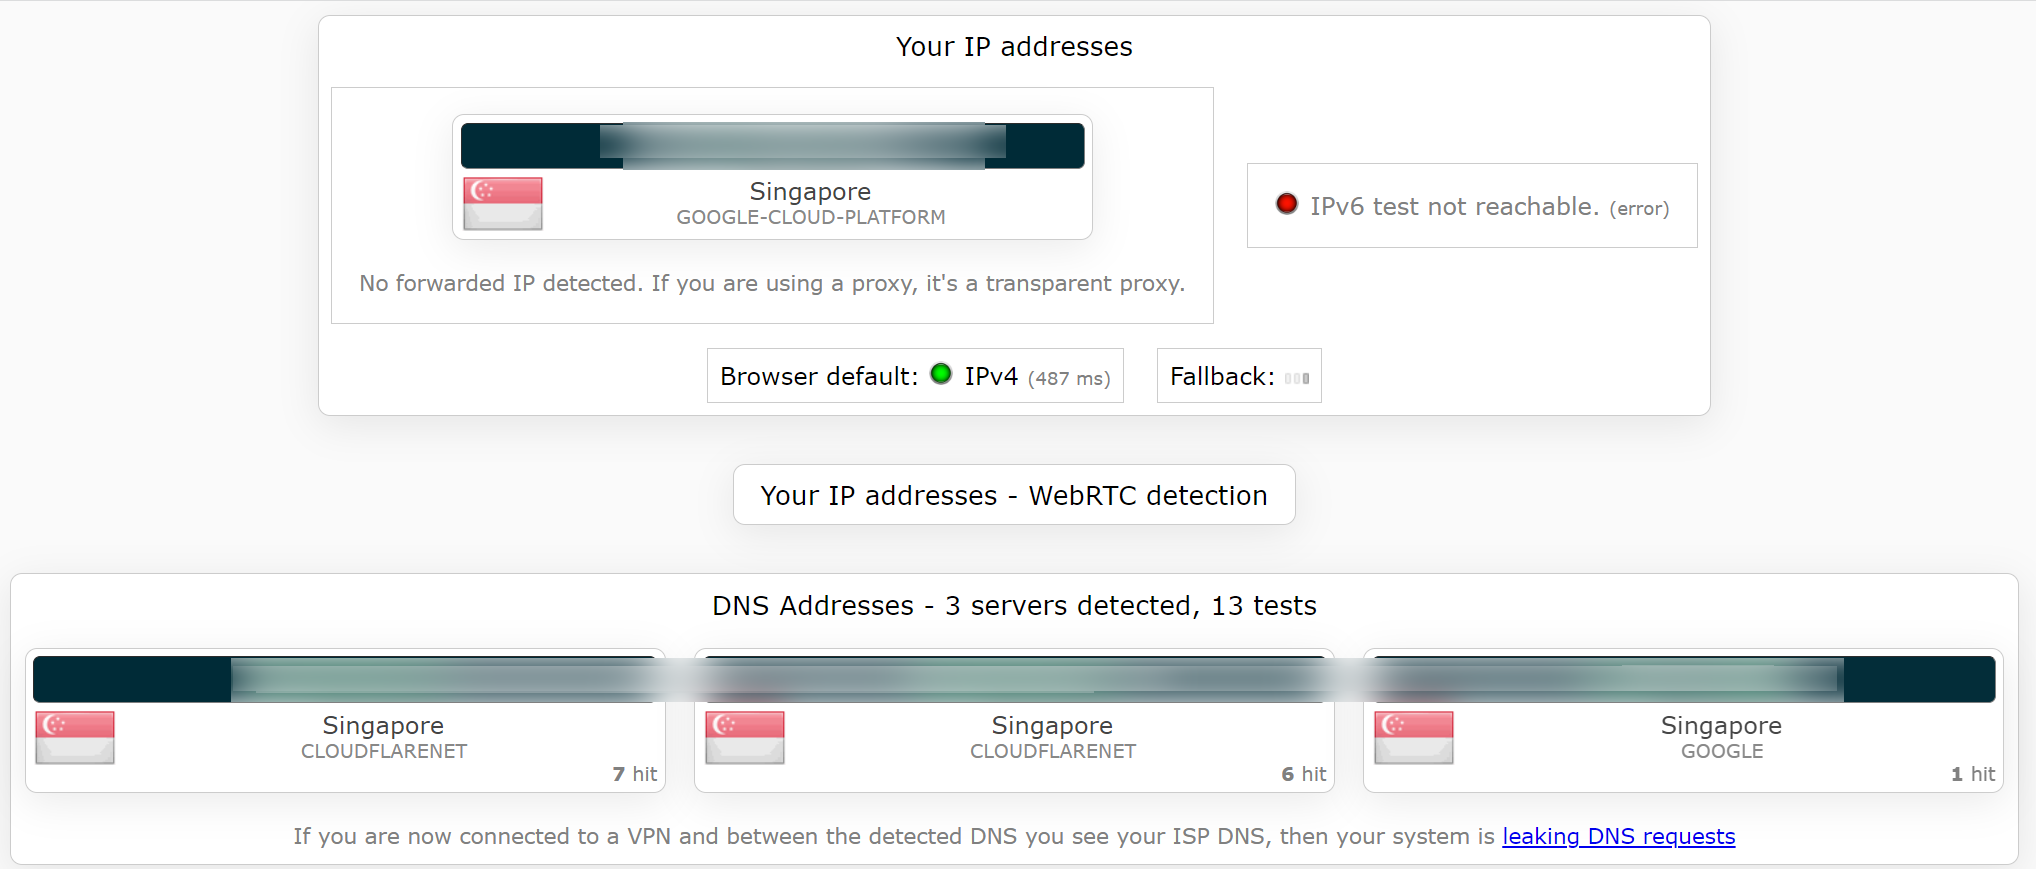 Your IP addresses
Singapore
GOOGLE-CLOUD-PLATFORM
No forwarded IP detected. If you are using a proxy, it's a transparent proxy.
IPv6 test not reachable. (error)
Browser default: IPv4 (487 ms)
Fallback:
Your IP addresses - WebRTC detection
DNS Addresses - 3 servers detected, 13 tests
Singapore
CLOUDFLARENET
7 hit
Singapore
CLOUDFLARENET
6 hit
Singapore
GOOGLE
1 hit
If you are now connected to a VPN and between the detected DNS you see your ISP DNS, then your system is leaking DNS requests